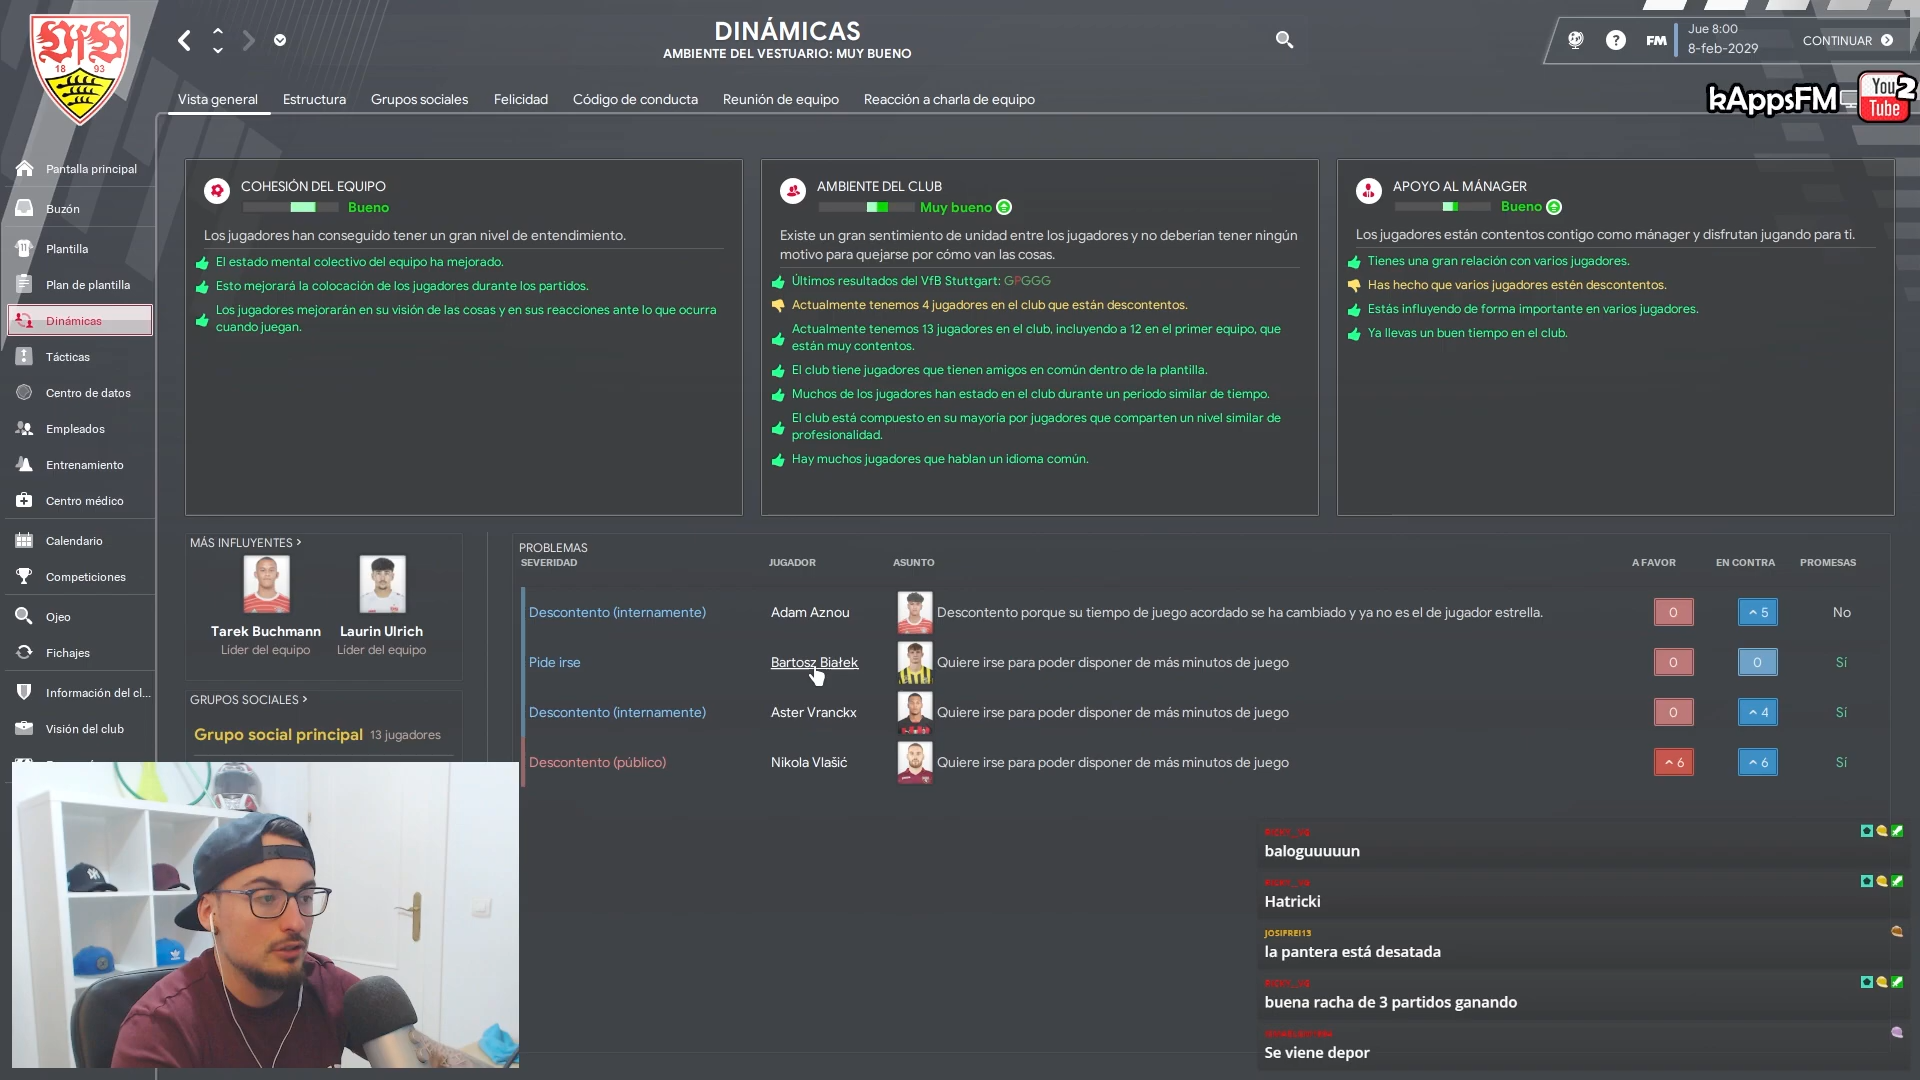 VfB
18 93
DINÁMICAS
AMBIENTE DEL VESTUARIO: MUY BUENO
FM
Jue 8:00
8-feb-2029
CONTINUAR
kAppsFM
You 2
Tube
Vista general
Estructura
Grupos sociales
Felicidad
Código de conducta
Reunión de equipo
Reacción a charla de equipo
Pantalla principal
Buzón
Plantilla
Plan de plantilla
Dinámicas
Tácticas
Centro de datos
Empleados
Entrenamiento
Centro médico
Calendario
Competiciones
Ojeo
Fichajes
Información del cl...
Visión del club
COHESIÓN DEL EQUIPO
Bueno
Los jugadores han conseguido tener un gran nivel de entendimiento.
El estado mental colectivo del equipo ha mejorado.
Esto mejorará la colocación de los jugadores durante los partidos.
Los jugadores mejorarán en su visión de las cosas y en sus reacciones ante lo que ocurra
cuando juegan.
AMBIENTE DEL CLUB
Muy bueno
Existe un gran sentimiento de unidad entre los jugadores y no deberían tener ningún
motivo para quejarse por cómo van las cosas.
Últimos resultados del VfB Stuttgart: GPGGG
Actualmente tenemos 4 jugadores en el club que están descontentos.
Actualmente tenemos 13 jugadores en el club, incluyendo a 12 en el primer equipo, que
están muy contentos.
El club tiene jugadores que tienen amigos en común dentro de la plantilla.
Muchos de los jugadores han estado en el club durante un periodo similar de tiempo.
El club está compuesto en su mayoría por jugadores que comparten un nivel similar de
profesionalidad.
Hay muchos jugadores que hablan un idioma común.
APOYO AL MÁNAGER
Bueno
Los jugadores están contentos contigo como mánager y disfrutan jugando para ti.
Tienes una gran relación con varios jugadores.
Has hecho que varios jugadores estén descontentos.
Estás influyendo de forma importante en varios jugadores.
Ya llevas un buen tiempo en el club.
MÁS INFLUYENTES >
Tarek Buchmann
Líder del equipo
Laurin Ulrich
Líder del equipo
GRUPOS SOCIALES >
Grupo social principal 13 jugadores
PROBLEMAS
SEVERIDAD JUGADOR ASUNTO A FAVOR EN CONTRA PROMESAS
Descontento (internamente) Adam Aznou Descontento porque su tiempo de juego acordado se ha cambiado y ya no es el de jugador estrella. 0 5 No
Pide irse Bartosz Białek Quiere irse para poder disponer de más minutos de juego 0 0 Sí
Descontento (internamente) Aster Vranckx Quiere irse para poder disponer de más minutos de juego 0 4 Sí
Descontento (público) Nikola Vlašić Quiere irse para poder disponer de más minutos de juego 6 6 Sí
baloguuuuun
Hatricki
JOSIFREI13
la pantera está desatada
buena racha de 3 partidos ganando
Se viene depor